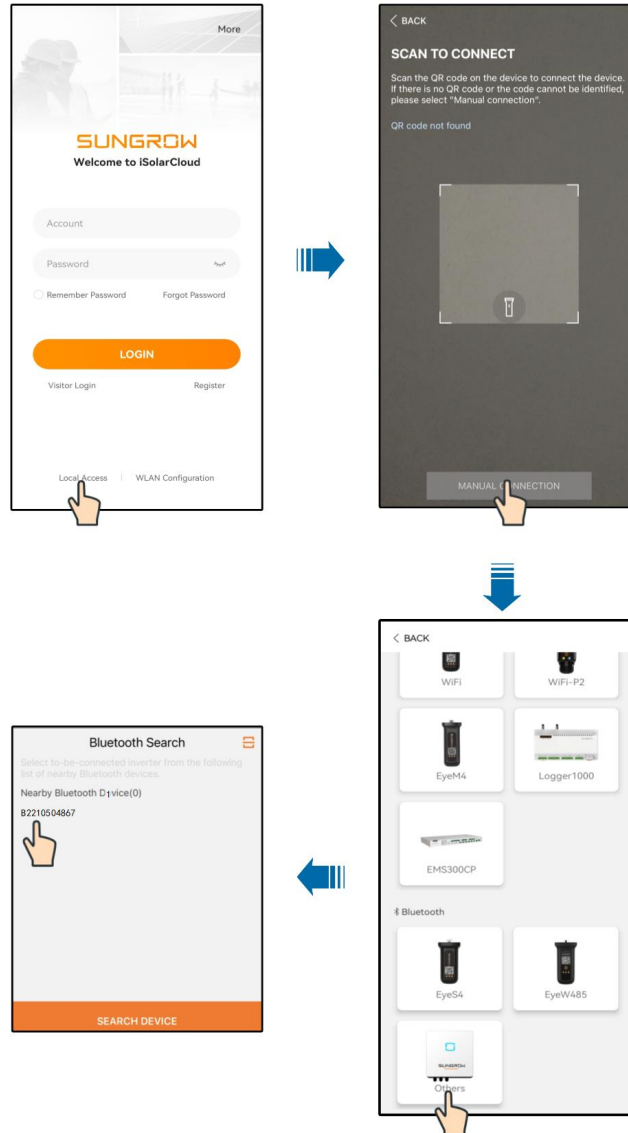 More
SUNGROW
Welcome to iSolarCloud
Account
Password
Remember Password Forgot Password
LOGIN
Visitor Login Register
Local Access WLAN Configuration
BACK
SCAN TO CONNECT
Scan the QR code on the device to connect the device.
If there is no QR code or the code cannot be identified,
please select "Manual connection".
QR code not found
MANUAL CONNECTION
BACK
WiFi WiFi-P2
EyeM4 Logger1000
EMS300CP
Bluetooth
EyeS4 EyeW485
SUNGROW
Others
Bluetooth Search
Select to-be-connected inverter from the following
list of nearby Bluetooth devices.
Nearby Bluetooth D1vice(0)
B2210504867
SEARCH DEVICE